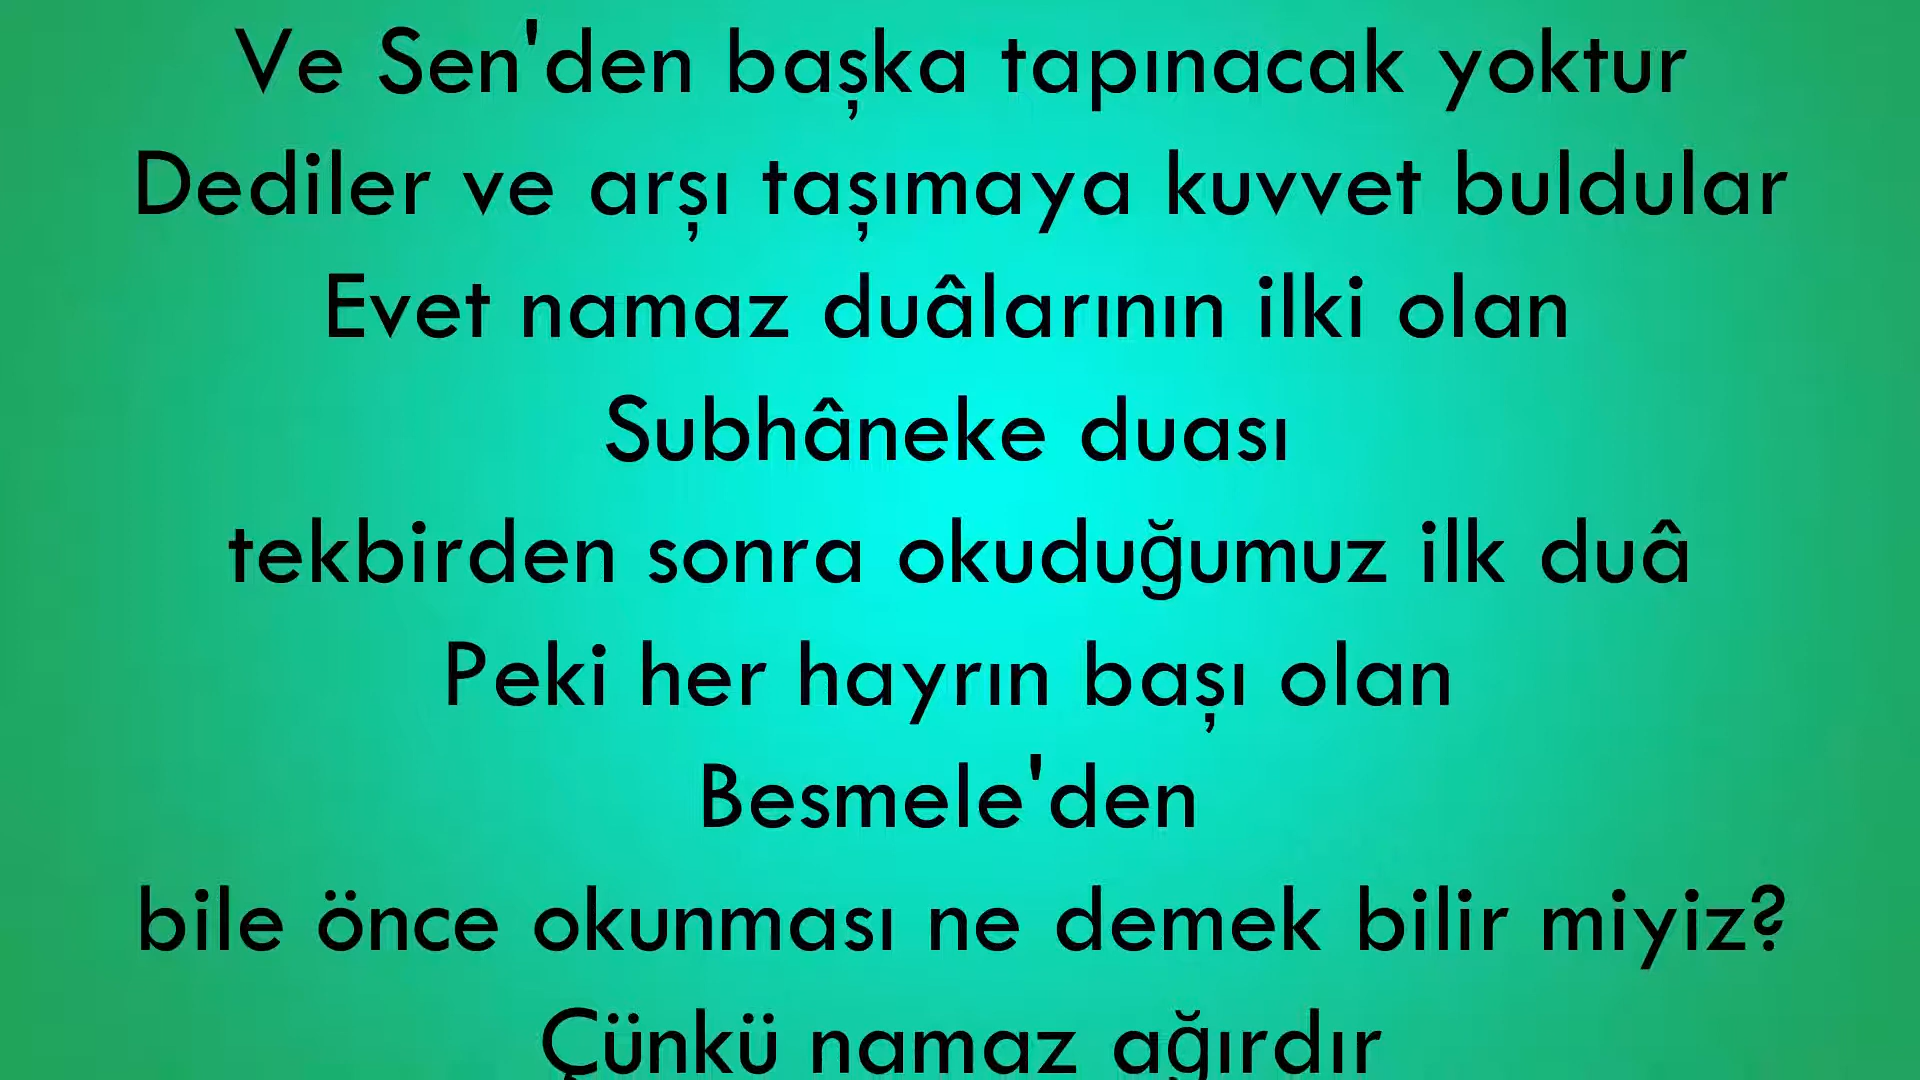 Ve Sen'den başka tapınacak yoktur
Dediler ve arşı taşımaya kuvvet buldular
Evet namaz duâlarının ilki olan
Subhâneke duası
tekbirden sonra okuduğumuz ilk duâ
Peki her hayrın başı olan
Besmele'den
bile önce okunması ne demek bilir miyiz?
Çünkü namaz ağırdır